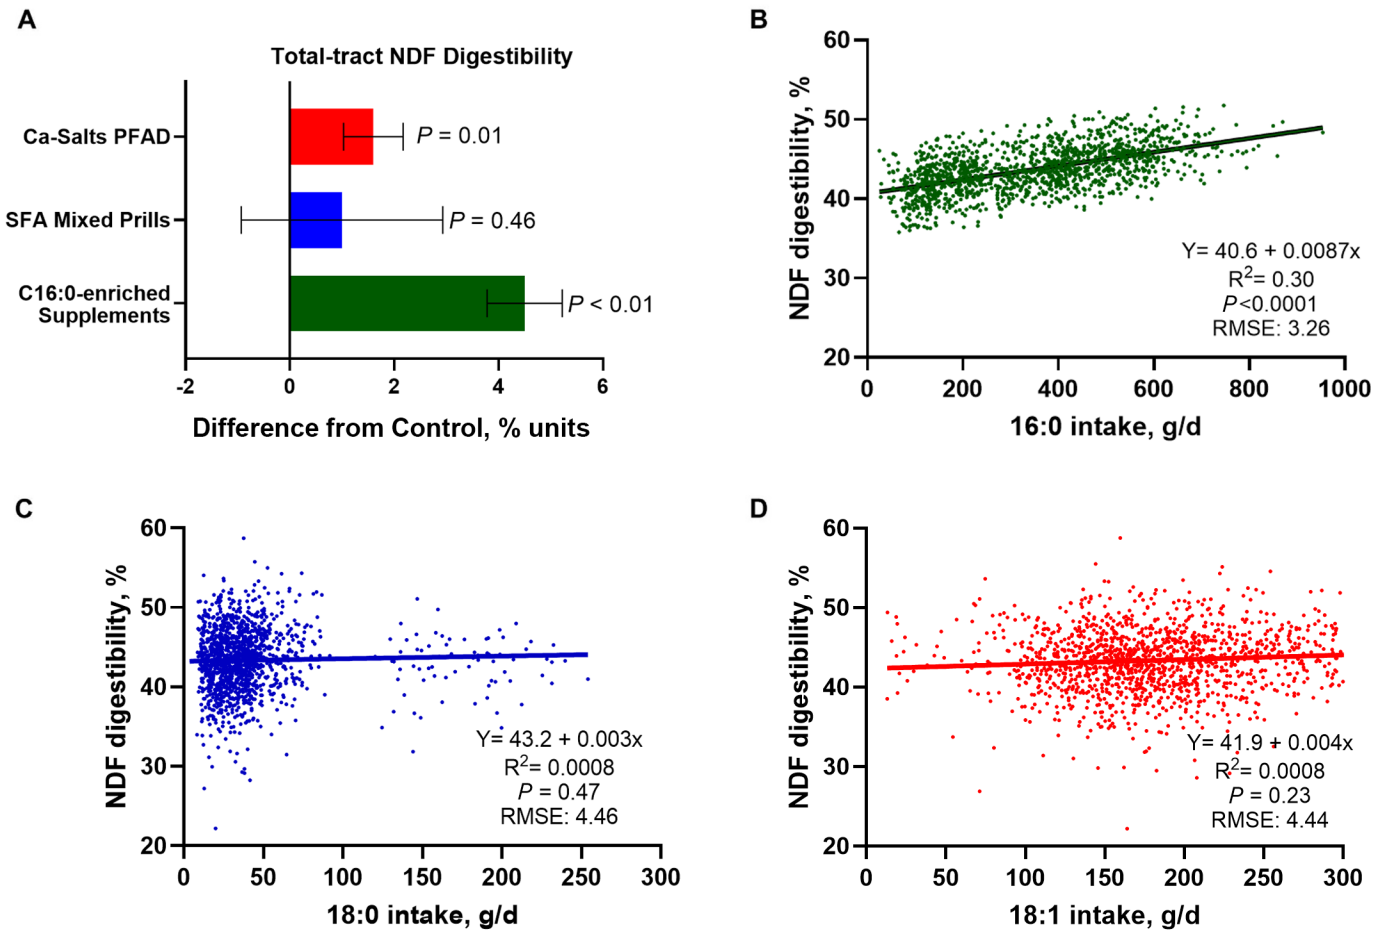 A
Total-tract NDF Digestibility
Ca-Salts PFAD
P = 0.01
SFA Mixed Prills
P = 0.46
C16:0-enriched
Supplements
P < 0.01
-2 0 2 4 6
Difference from Control, % units
B
60
50
40
30
20
NDF digestibility, %
Y= 40.6 + 0.0087x
R2= 0.30
P<0.0001
RMSE: 3.26
0 200 400 600 800 1000
16:0 intake, g/d
C
60
50
40
30
20
NDF digestibility, %
Y= 43.2 + 0.003x
R2= 0.0008
P = 0.47
RMSE: 4.46
0 50 100 150 200 250 300
18:0 intake, g/d
D
60
50
40
30
20
NDF digestibility, %
Y= 41.9 + 0.004x
R2= 0.0008
P = 0.23
RMSE: 4.44
0 50 100 150 200 250 300
18:1 intake, g/d